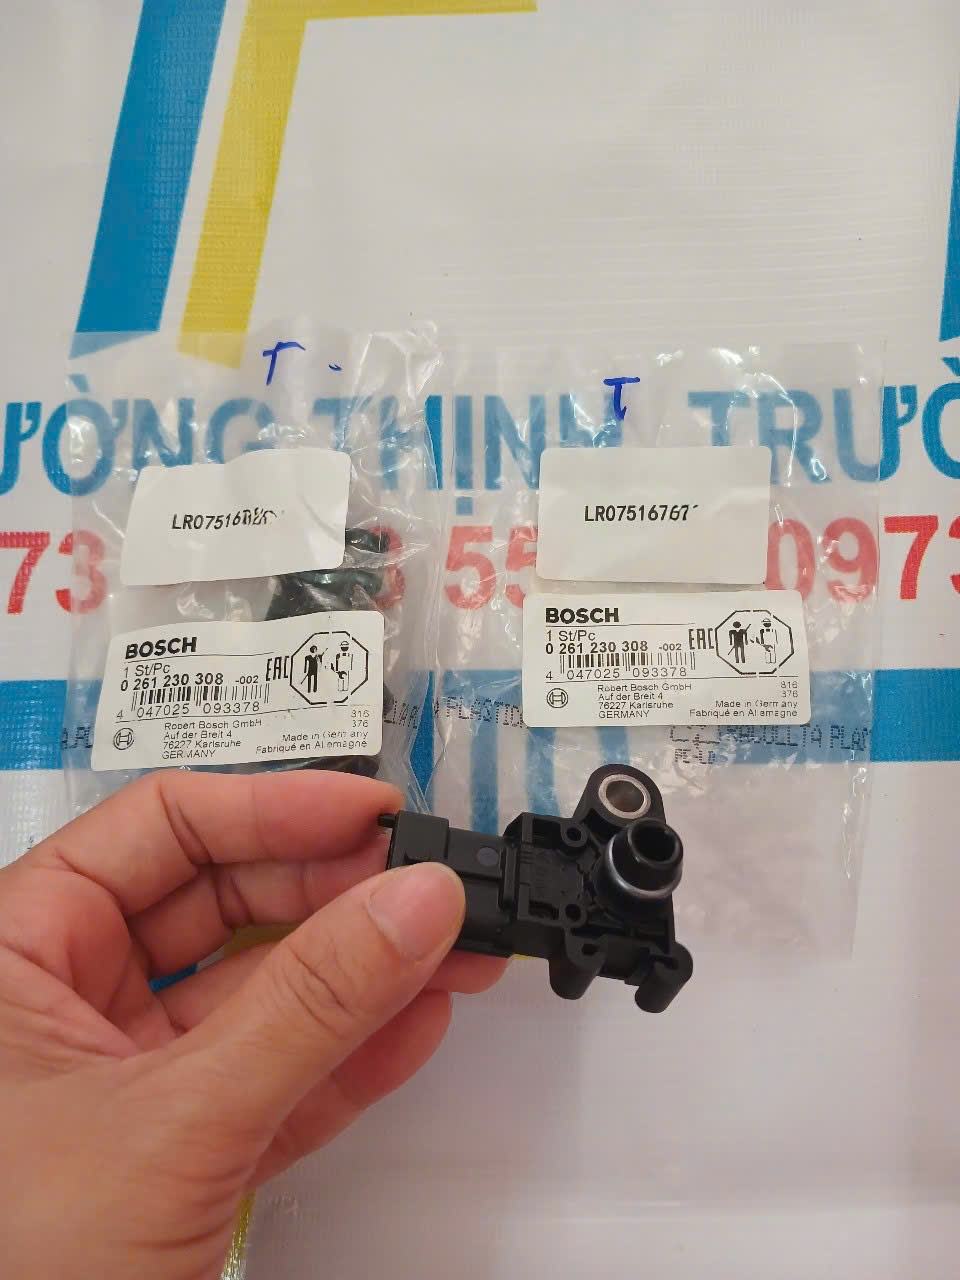 T
T
ƯỜNG THỊNH TRƯỜ
73
55
0973
LR0751676
BOSCH
1 St/Pc
0 261 230 308 -002
EAC
4 047025 093378
Robert Bosch GmbH
Auf der Breit 4
76227 Karlsruhe
GERMANY
816
376
Made in Germany
Fabriqué en Allemagne
LR07516767
BOSCH
1 St/Pc
0 261 230 308 -002
EAC
4 047025 093378
Robert Bosch GmbH
Auf der Breit 4
76227 Karlsruhe
GERMANY
816
376
Made in Germany
Fabriqué en Allemagne